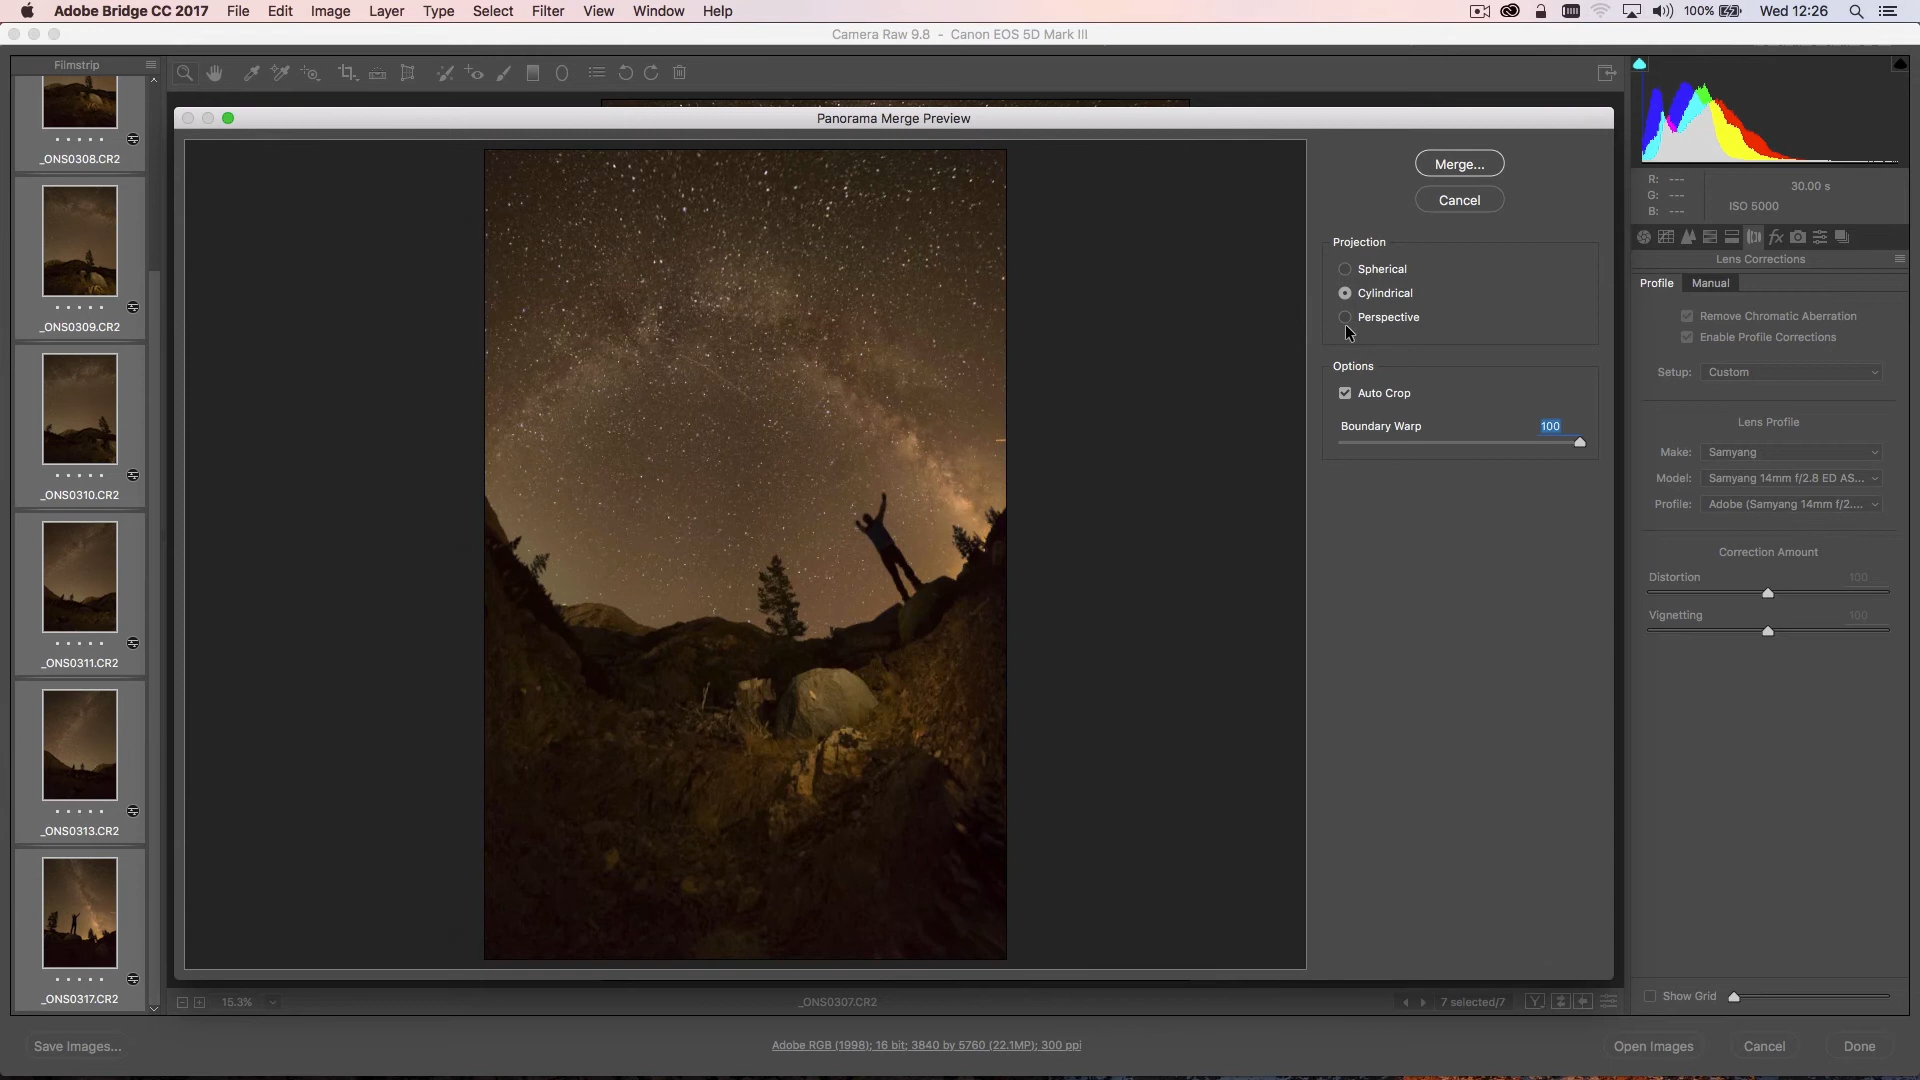 Adobe Bridge CC 2017 File Edit Image Layer Type Select Filter View Window Help 100% Wed 12:26
Camera Raw 9.8 - Canon EOS 5D Mark III
Filmstrip
_ONS0308.CR2
_ONS0309.CR2
_ONS0310.CR2
_ONS0311.CR2
_ONS0313.CR2
_ONS0317.CR2
Panorama Merge Preview
Merge...
Cancel
Projection
Spherical
Cylindrical
Perspective
Options
Auto Crop
Boundary Warp 100
R: ---
G: ---
B: ---
30.00 s
ISO 5000
Lens Corrections
Profile Manual
Remove Chromatic Aberration
Enable Profile Corrections
Setup: Custom
Lens Profile
Make: Samyang
Model: Samyang 14mm f/2.8 ED AS...
Profile: Adobe (Samyang 14mm f/2....
Correction Amount
Distortion 100
Vignetting 100
15.3% _ONS0307.CR2 7 selected/7 Y
Show Grid
Save Images... Adobe RGB (1998); 16 bit; 3840 by 5760 (22.1MP); 300 ppi Open Images Cancel Done